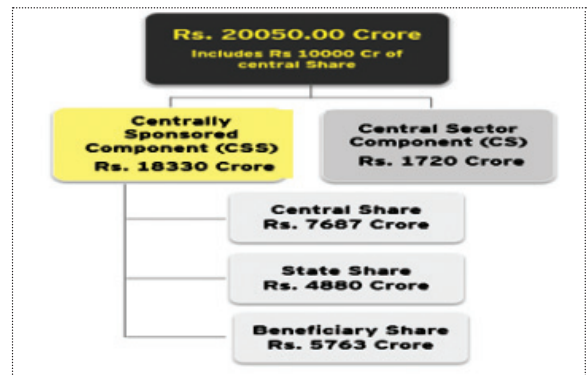 Rs. 20050.00 Crore
Includes Rs 10000 Cr of
central Share
Centrally
Sponsored
Component (CSS)
Rs. 18330 Crore
Central Sector
Component (CS)
Rs. 1720 Crore
Central Share
Rs. 7687 Crore
State Share
Rs. 4880 Crore
Beneficiary Share
Rs. 5763 Crore